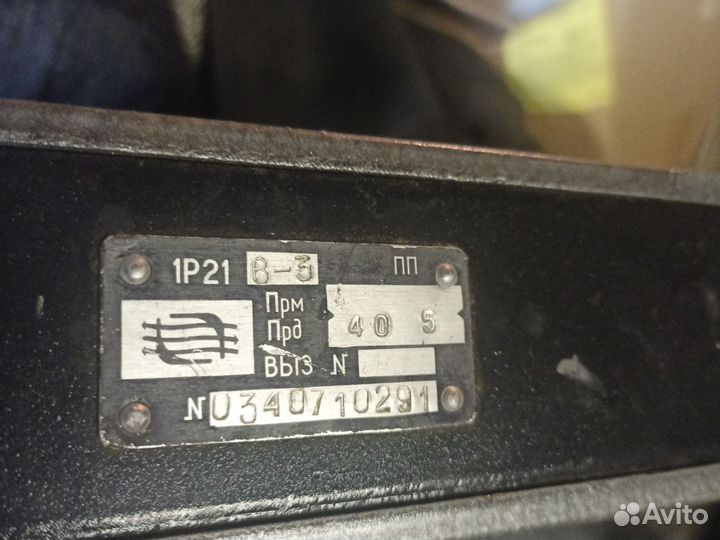 1Р21 В-3 ПП
Прм
Прд 40 5
ВЫЗ N
N 0340710291
Avito